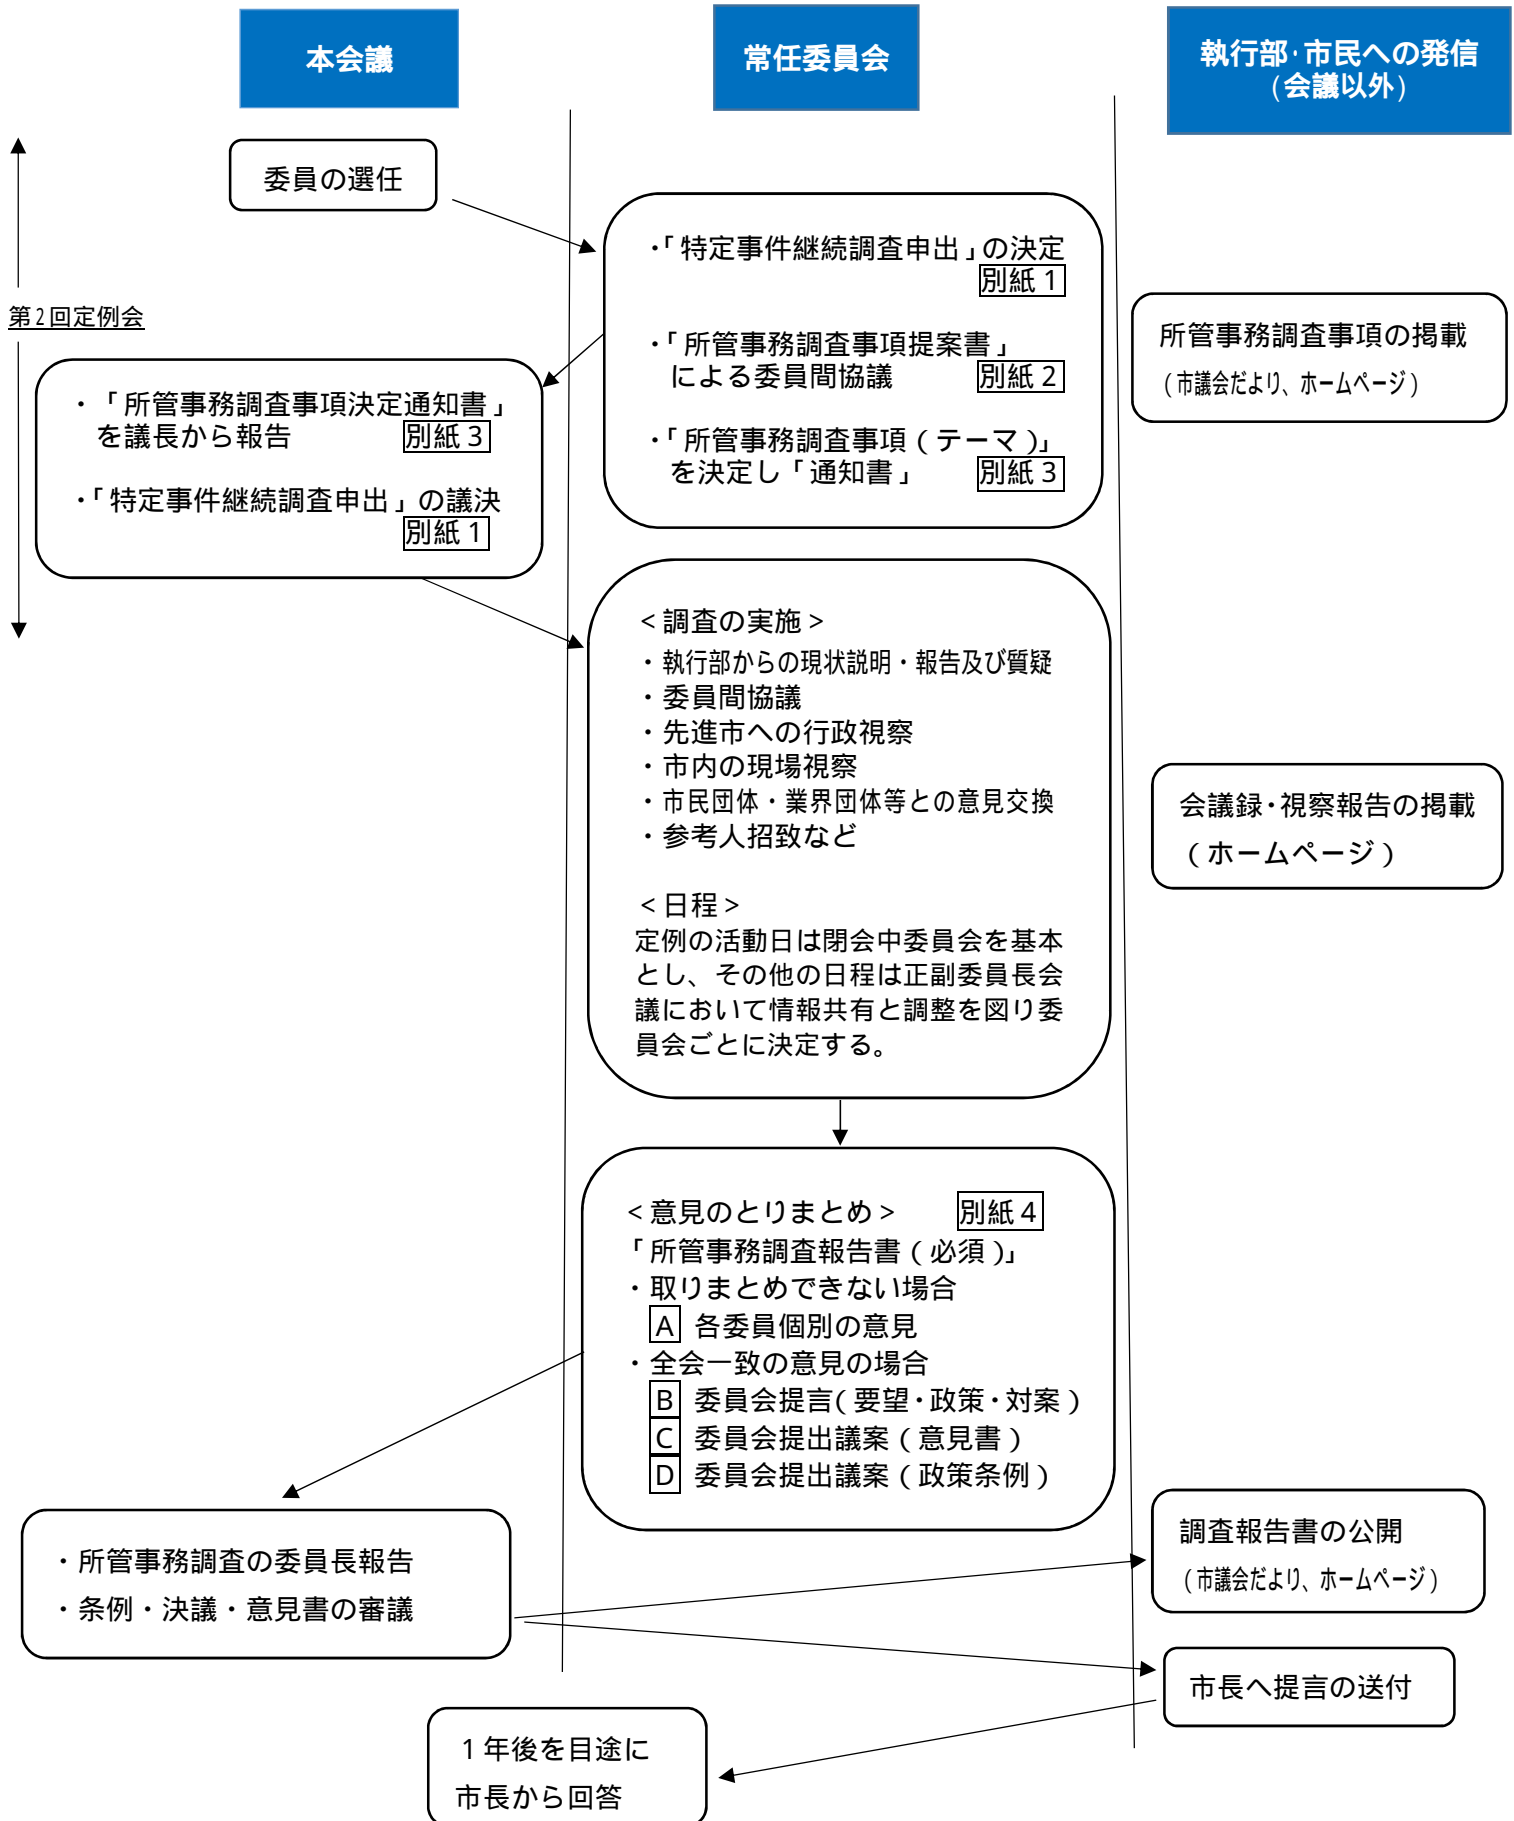 本会議
常任委員会
執行部・市民への発信
(会議以外)
委員の選任
第2回定例会
・「特定事件継続調査申出」の決定
別紙1
・「所管事務調査事項提案書」
による委員間協議 別紙2
・「所管事務調査事項(テーマ)」
を決定し「通知書」 別紙3
所管事務調査事項の掲載
(市議会だより、ホームページ)
・「所管事務調査事項決定通知書」
を議長から報告 別紙3
・「特定事件継続調査申出」の議決
別紙1
<調査の実施>
・執行部からの現状説明・報告及び質疑
・委員間協議
・先進市への行政視察
・市内の現場視察
・市民団体・業界団体等との意見交換
・参考人招致など
<日程>
定例の活動日は閉会中委員会を基本
とし、その他の日程は正副委員長会
議において情報共有と調整を図り委
員会ごとに決定する。
会議録・視察報告の掲載
(ホームページ)
<意見のとりまとめ> 別紙4
「所管事務調査報告書(必須)」
・取りまとめできない場合
A 各委員個別の意見
・全会一致の意見の場合
B 委員会提言(要望・政策・対案)
C 委員会提出議案(意見書)
D 委員会提出議案(政策条例)
・所管事務調査の委員長報告
・条例・決議・意見書の審議
調査報告書の公開
(市議会だより、ホームページ)
市長へ提言の送付
1年後を目途に
市長から回答